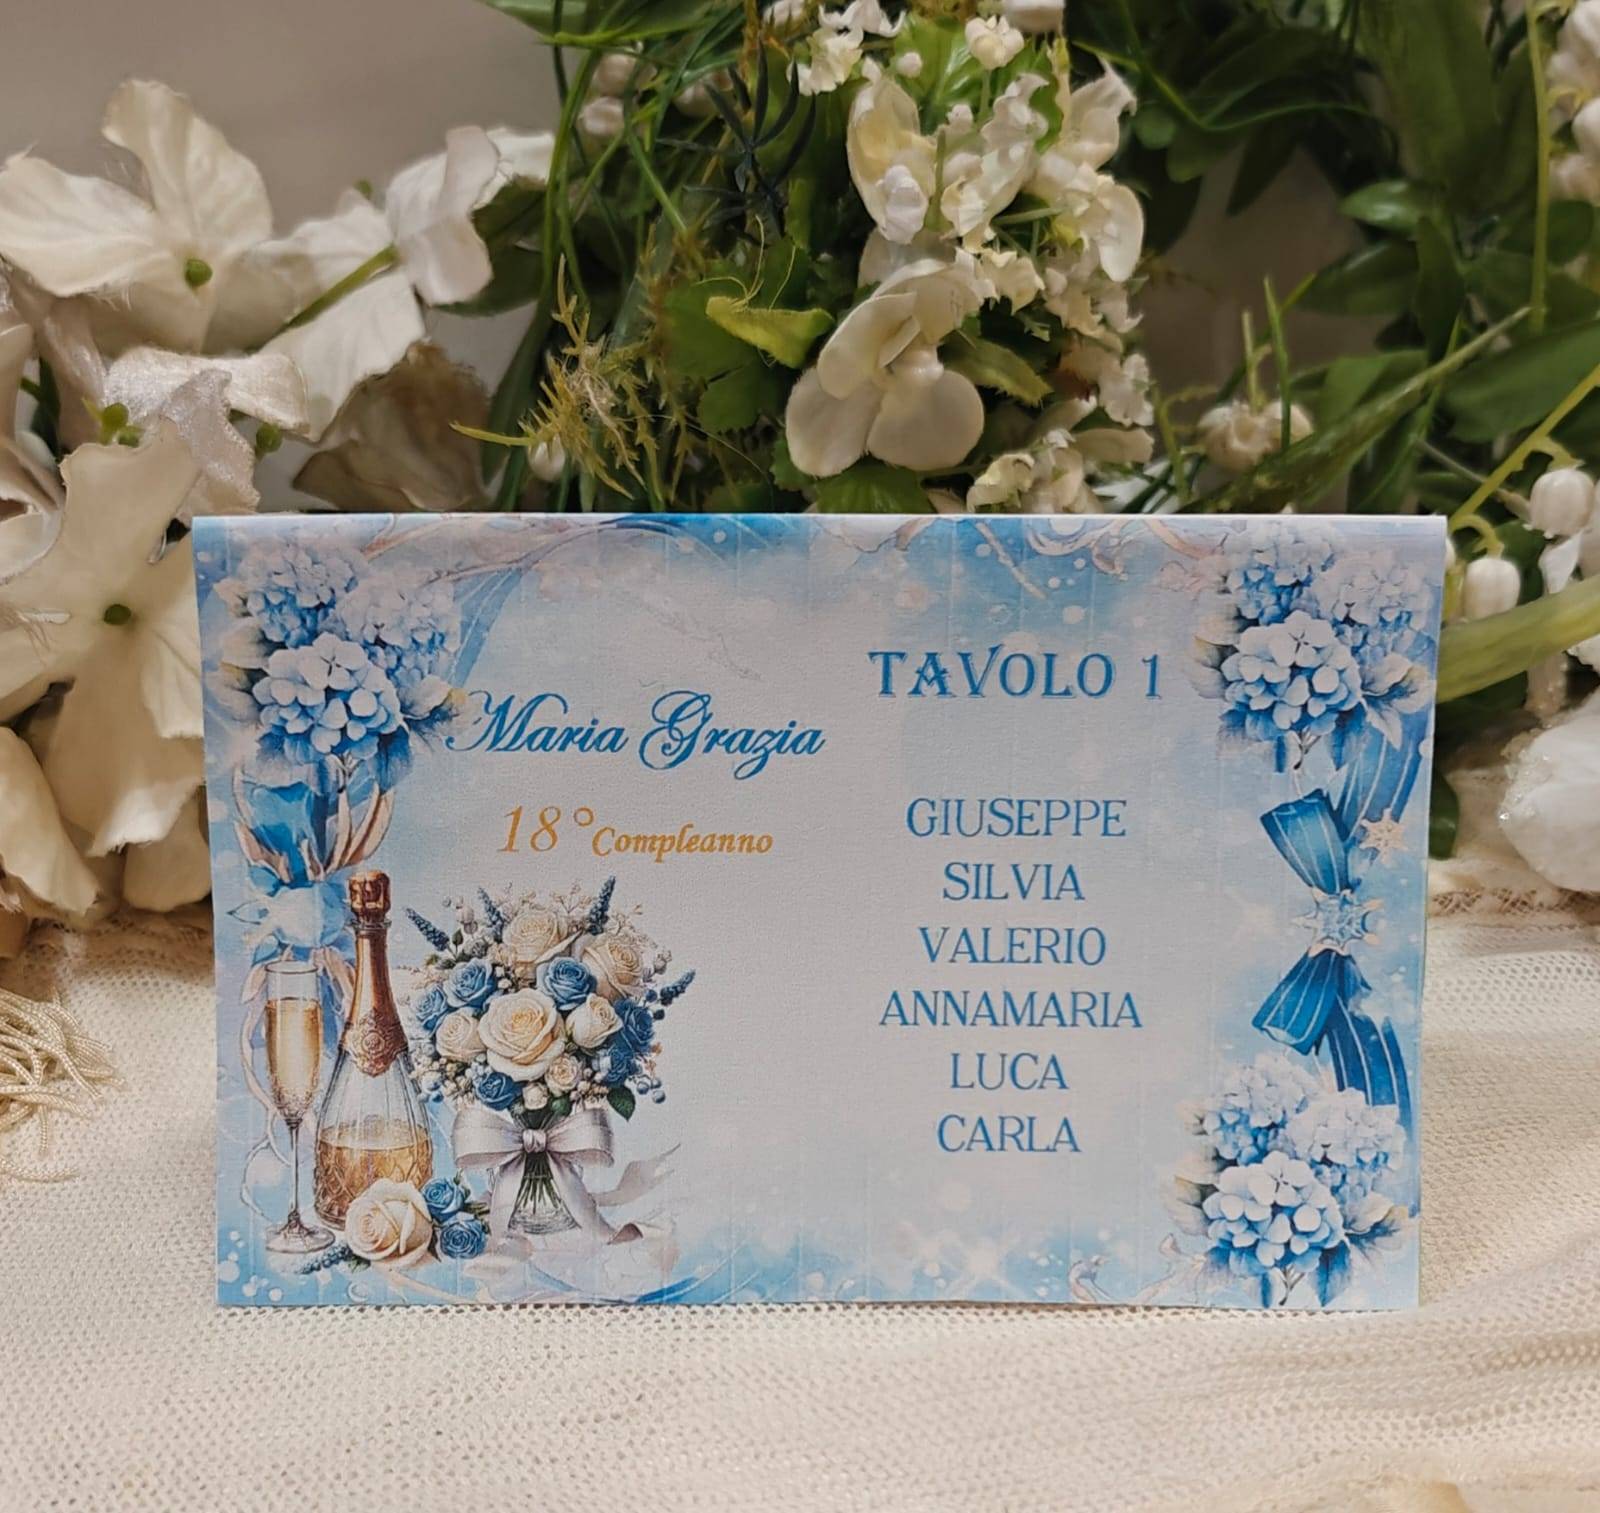 Maria Grazia
18° Compleanno
TAVOLO 1
GIUSEPPE
SILVIA
VALERIO
ANNAMARIA
LUCA
CARLA